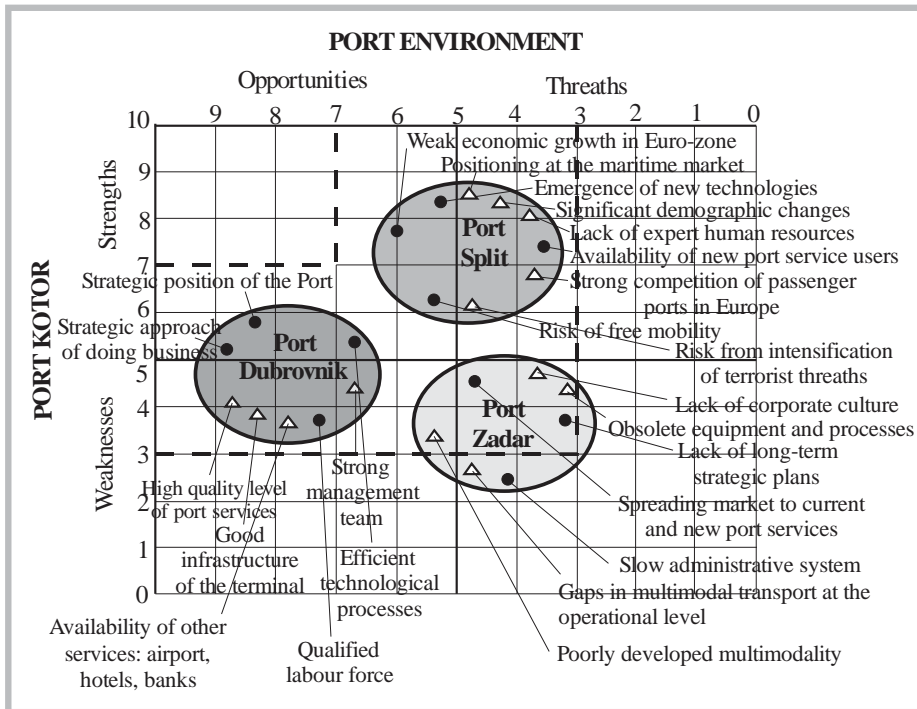 PORT ENVIRONMENT
Opportunities
Threaths
9 8 7 6 5 4 3 2 1 0
10
9
8
7
6
5
4
3
2
1
0
PORT KOTOR
Strengths
Weaknesses
Weak economic growth in Euro-zone
Positioning at the maritime market
Emergence of new technologies
Significant demographic changes
Lack of expert human resources
Availability of new port service users
Strong competition of passenger
ports in Europe
Risk of free mobility
Risk from intensification
of terrorist threaths
Port
Split
Strategic position of the Port
Strategic approach
of doing business
Port
Dubrovnik
Port
Zadar
Lack of corporate culture
Obsolete equipment and processes
Lack of long-term
strategic plans
Spreading market to current
and new port services
Slow administrative system
Gaps in multimodal transport at the
operational level
Poorly developed multimodality
High quality level
of port services
Good
infrastructure
of the terminal
Strong
management
team
Efficient
technological
processes
Availability of other
services: airport,
hotels, banks
Qualified
labour force